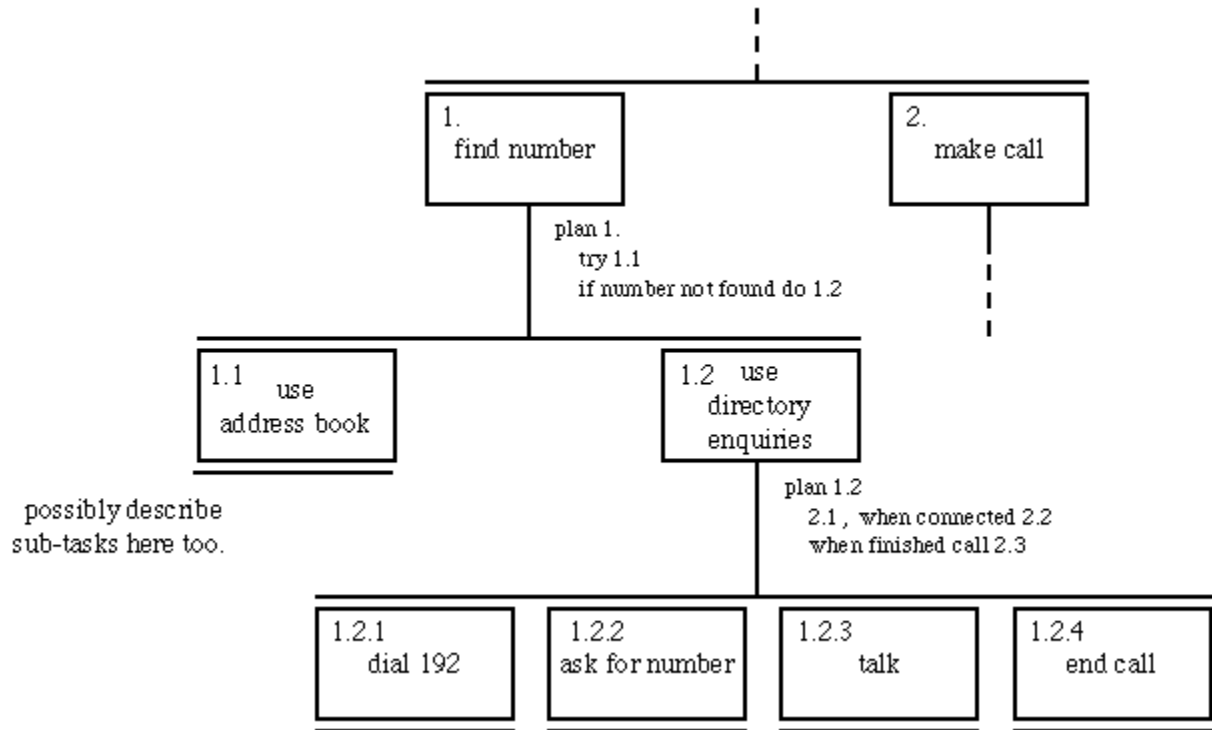 1.
find number
2.
make call
plan 1.
try 1.1
if number not found do 1.2
1.1
use
address book
1.2 use
directory
enquiries
possibly describe
sub-tasks here too.
plan 1.2
2.1 , when connected 2.2
when finished call 2.3
1.2.1
dial 192
1.2.2
ask for number
1.2.3
talk
1.2.4
end call